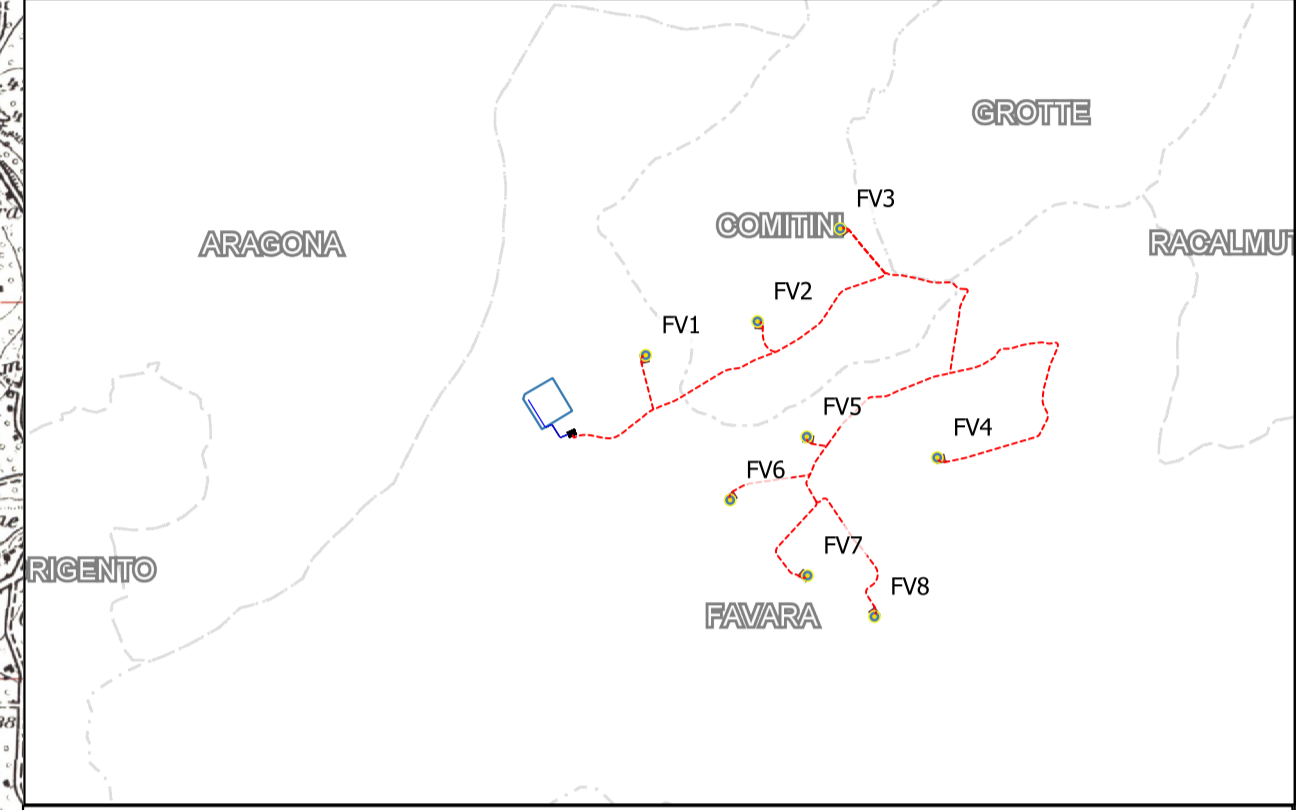 GROTTE
FV3
COMITINI
ARAGONA
RACALMUT
FV2
FV1
FV5
FV4
FV6
FV7
RIGENTO
FV8
FAVARA